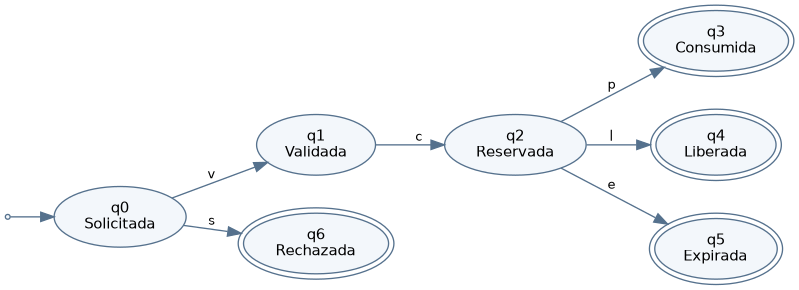 q0
Solicitada
v
q1
Validada
s
q6
Rechazada
c
q2
Reservada
p
q3
Consumida
l
q4
Liberada
e
q5
Expirada